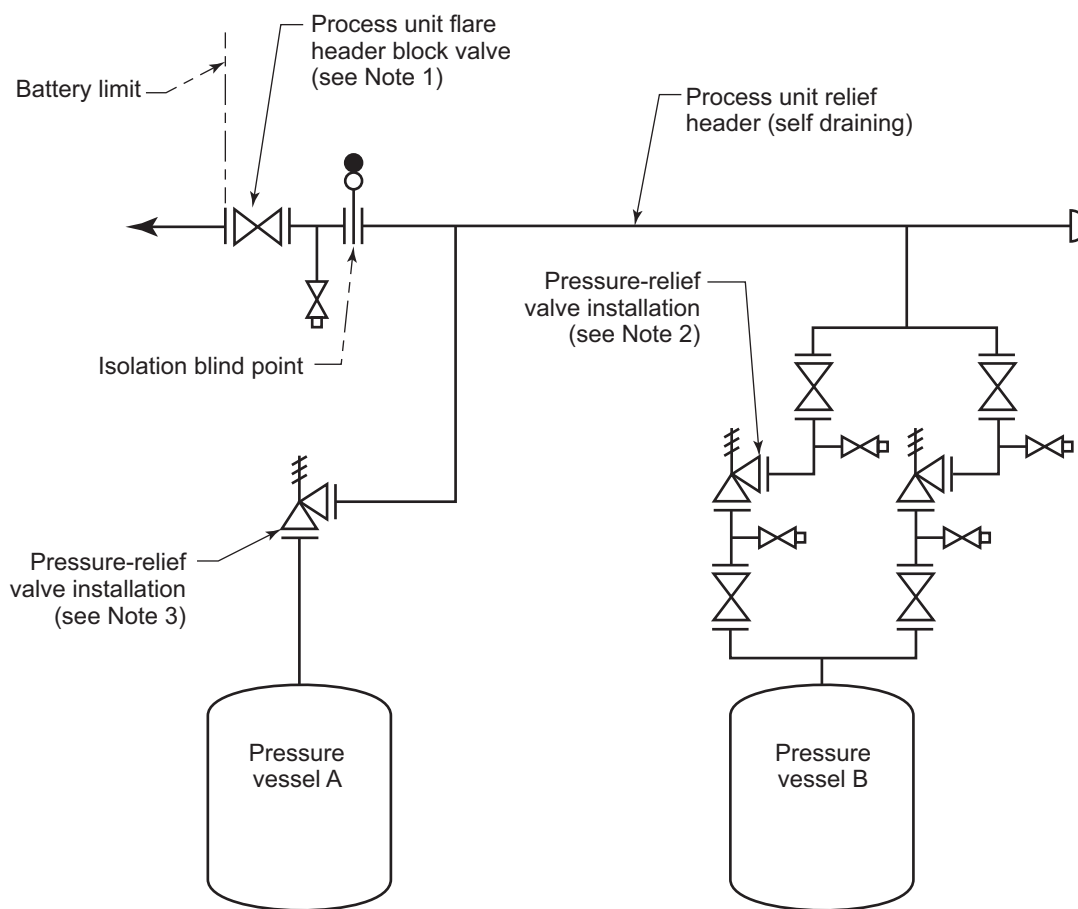 Process unit flare
header block valve
(see Note 1)
Battery limit
Process unit relief
header (self draining)
Pressure-relief
valve installation
(see Note 2)
Isolation blind point
Pressure-relief
valve installation
(see Note 3)
Pressure
vessel A
Pressure
vessel B